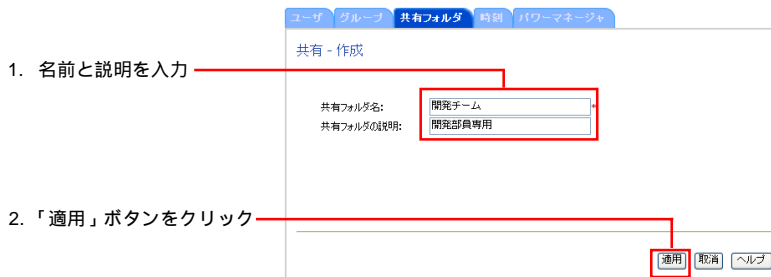 ユーザ グループ 共有フォルダ 時刻 パワーマネージャ
共有 - 作成
1. 名前と説明を入力
共有フォルダ名: 開発チーム *
共有フォルダの説明: 開発部員専用
2.「適用」ボタンをクリック
適用 取消 ヘルプ